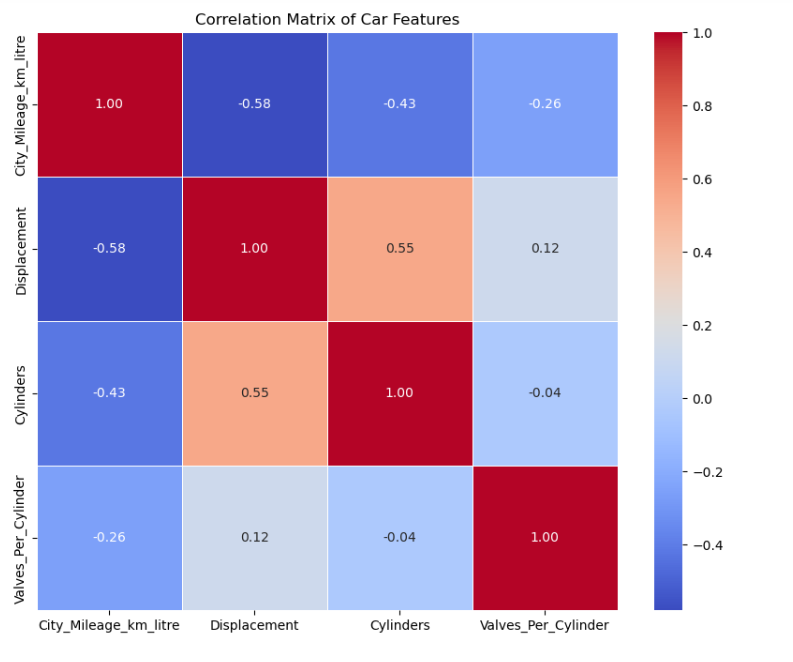 Correlation Matrix of Car Features
City_Mileage_km_litre
1.00
-0.58
-0.43
-0.26
Displacement
-0.58
1.00
0.55
0.12
Cylinders
-0.43
0.55
1.00
-0.04
Valves_Per_Cylinder
-0.26
0.12
-0.04
1.00
City_Mileage_km_litre
Displacement
Cylinders
Valves_Per_Cylinder
1.0
0.8
0.6
0.4
0.2
0.0
−0.2
−0.4